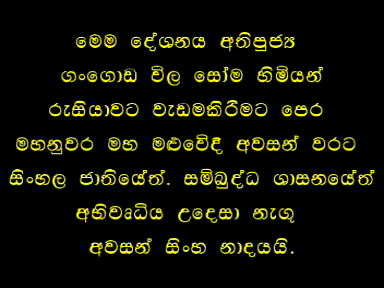 මෙම දේශනය අතිපුජ්‍ය
ගංගොඩ විල සෝම හිමියන්
රුසියාවට වැඩමකිරීමට පෙර
මහනුවර මහ මළුවේදී අවසන් වරට
සිංහල ජාතියේත්. සම්බුද්ධ ශාසනයේත්
අභිවෘධිය උදෙසා නැගූ
අවසන් සිංහ නාදයයි.